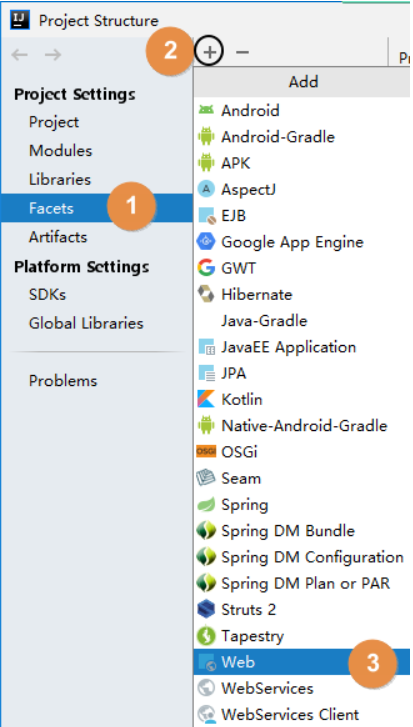 Project Structure
2
Add
Project Settings
Project
Modules
Libraries
Facets
1
Artifacts
Platform Settings
SDKs
Global Libraries
Problems
Android
Android-Gradle
APK
AspectJ
EJB
Google App Engine
GWT
Hibernate
Java-Gradle
JavaEE Application
JPA
Kotlin
Native-Android-Gradle
OSGi
Seam
Spring
Spring DM Bundle
Spring DM Configuration
Spring DM Plan or PAR
Struts 2
Tapestry
Web
3
WebServices
WebServices Client